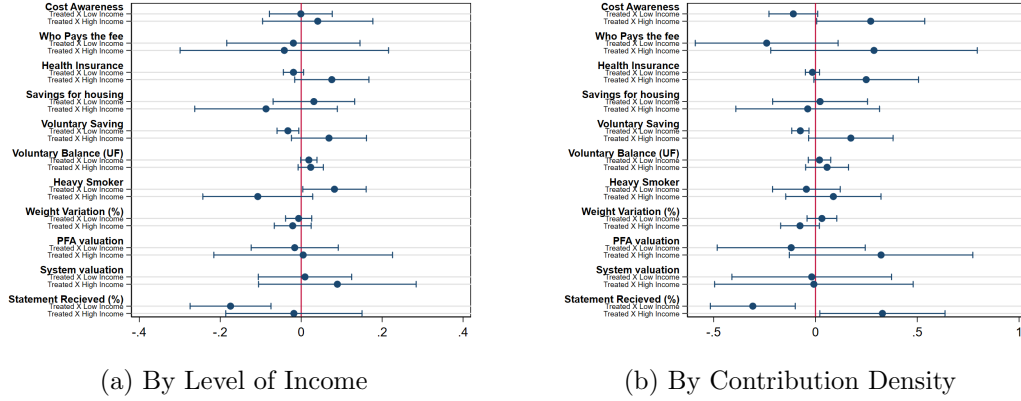 Cost Awareness
Treated X Low Income
Treated X High Income
Who Pays the fee
Treated X Low Income
Treated X High Income
Health Insurance
Treated X Low Income
Treated X High Income
Savings for housing
Treated X Low Income
Treated X High Income
Voluntary Saving
Treated X Low Income
Treated X High Income
Voluntary Balance (UF)
Treated X Low Income
Treated X High Income
Heavy Smoker
Treated X Low Income
Treated X High Income
Weight Variation (%)
Treated X Low Income
Treated X High Income
PFA valuation
Treated X Low Income
Treated X High Income
System valuation
Treated X Low Income
Treated X High Income
Statement Recieved (%)
Treated X Low Income
Treated X High Income
-.4 -.2 0 .2 .4
(a) By Level of Income
Cost Awareness
Treated X Low Income
Treated X High Income
Who Pays the fee
Treated X Low Income
Treated X High Income
Health Insurance
Treated X Low Income
Treated X High Income
Savings for housing
Treated X Low Income
Treated X High Income
Voluntary Saving
Treated X Low Income
Treated X High Income
Voluntary Balance (UF)
Treated X Low Income
Treated X High Income
Heavy Smoker
Treated X Low Income
Treated X High Income
Weight Variation (%)
Treated X Low Income
Treated X High Income
PFA valuation
Treated X Low Income
Treated X High Income
System valuation
Treated X Low Income
Treated X High Income
Statement Recieved (%)
Treated X Low Income
Treated X High Income
-.5 0 .5 1
(b) By Contribution Density